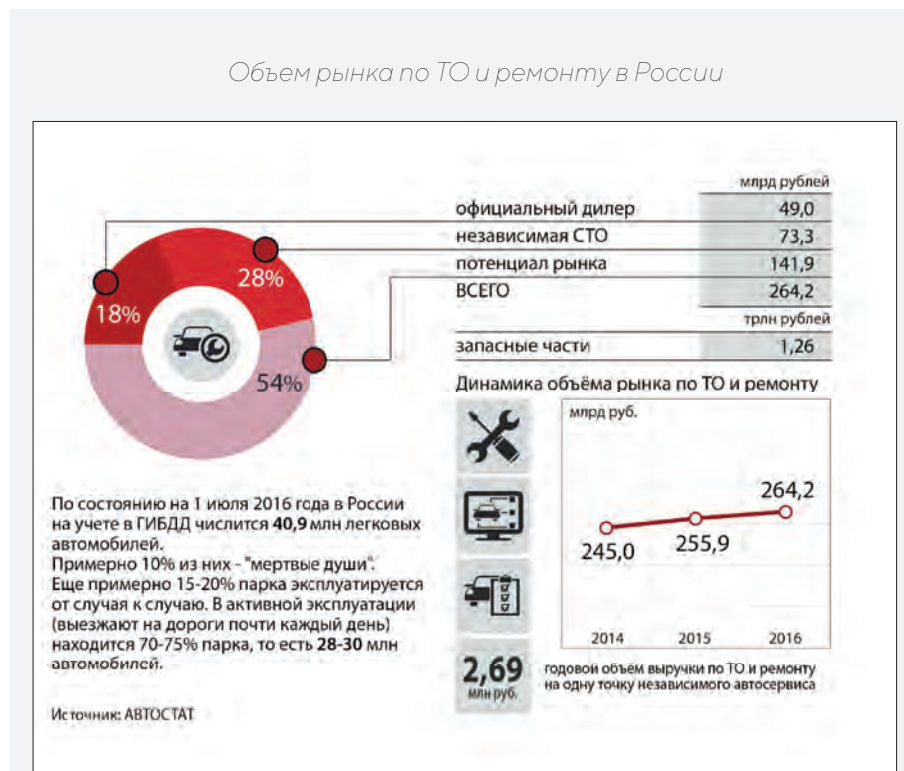 Объем рынка по ТО и ремонту в России
млрд рублей
официальный дилер 49,0
независимая СТО 73,3
потенциал рынка 141,9
ВСЕГО 264,2
трлн рублей
запасные части 1,26
18%
28%
54%
Динамика объёма рынка по ТО и ремонту
млрд руб.
245,0
255,9
264,2
2014 2015 2016
2,69
млн руб.
годовой объём выручки по ТО и ремонту
на одну точку независимого автосервиса
По состоянию на 1 июля 2016 года в России
на учете в ГИБДД числится 40,9 млн легковых
автомобилей.
Примерно 10% из них - "мертвые души".
Еще примерно 15-20% парка эксплуатируется
от случая к случаю. В активной эксплуатации
(выезжают на дороги почти каждый день)
находится 70-75% парка, то есть 28-30 млн
автомобилей.
Источник: АВТОСТАТ